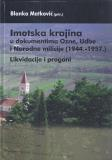 Blanka Matković (prir.)
Imotska krajina
u dokumentima Ozne, Udbe
i Narodne milicije (1944.-1957.)
Likvidacije i progoni